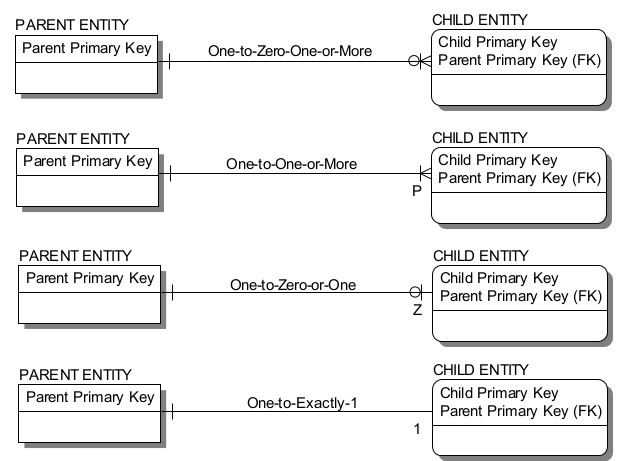 PARENT ENTITY
Parent Primary Key
One-to-Zero-One-or-More
CHILD ENTITY
Child Primary Key
Parent Primary Key (FK)
PARENT ENTITY
Parent Primary Key
One-to-One-or-More
P
CHILD ENTITY
Child Primary Key
Parent Primary Key (FK)
PARENT ENTITY
Parent Primary Key
One-to-Zero-or-One
Z
CHILD ENTITY
Child Primary Key
Parent Primary Key (FK)
PARENT ENTITY
Parent Primary Key
One-to-Exactly-1
1
CHILD ENTITY
Child Primary Key
Parent Primary Key (FK)